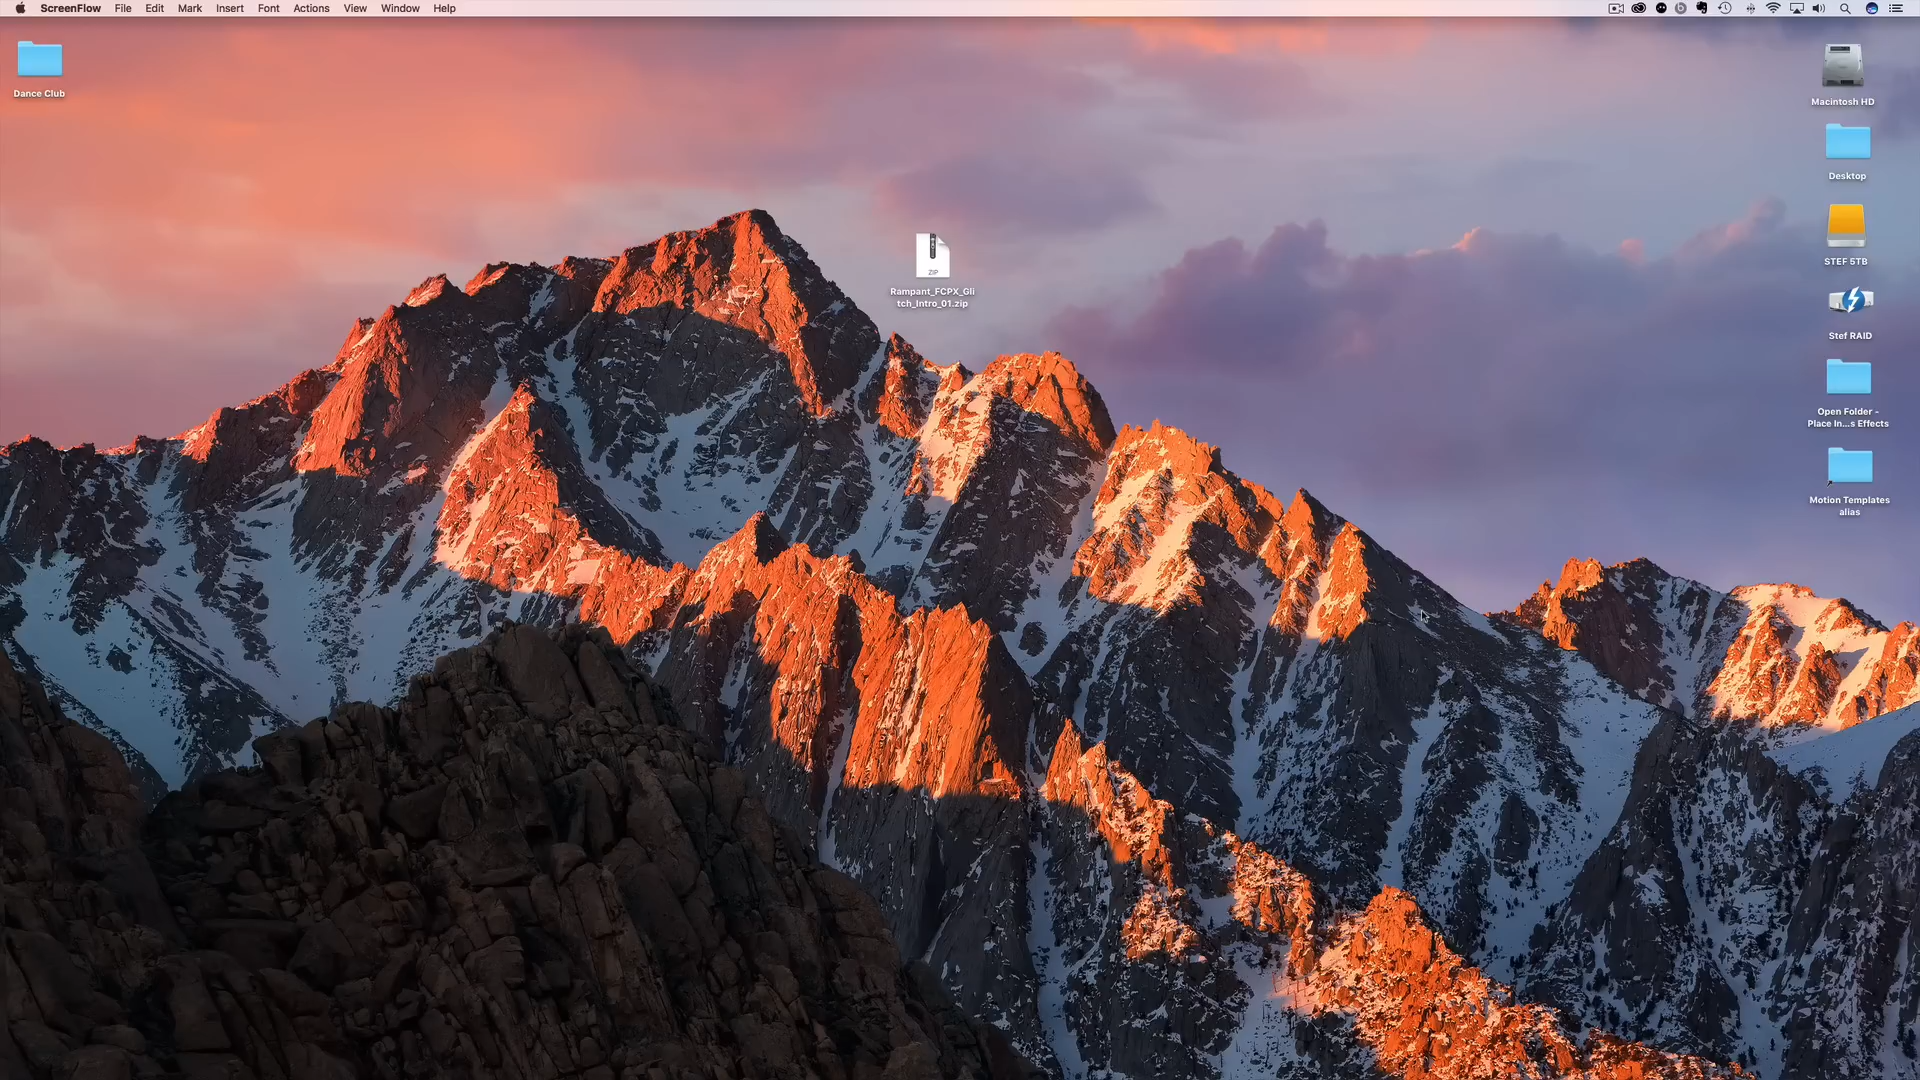 ScreenFlow File Edit Mark Insert Font Actions View Window Help
Dance Club
ZIP
Rampant_FCPX_Gli
tch_Intro_01.zip
Macintosh HD
Desktop
STEF 5TB
Stef RAID
Open Folder -
Place In...s Effects
Motion Templates
alias